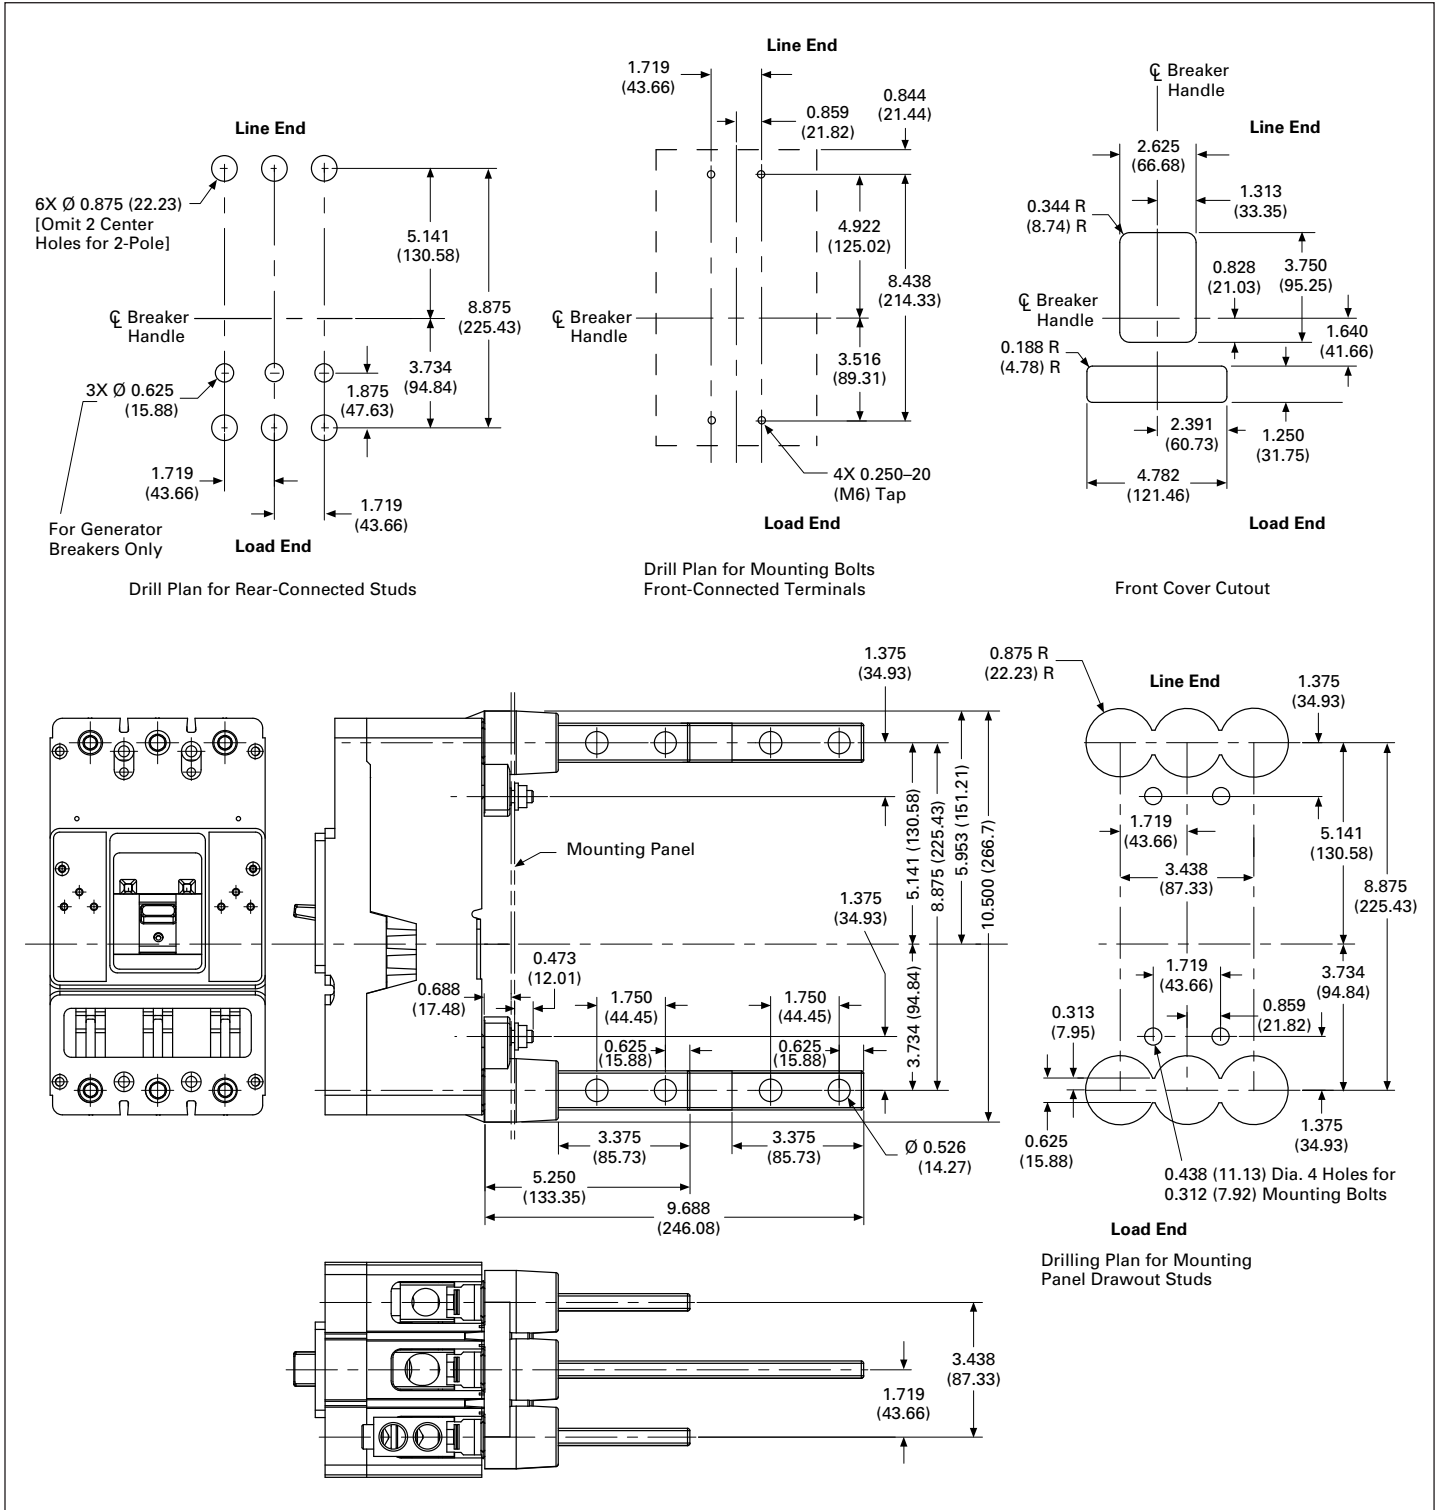 Line End
6X Ø 0.875 (22.23)
[Omit 2 Center
Holes for 2-Pole]
5.141
(130.58)
8.875
(225.43)
℄ Breaker
Handle
3X Ø 0.625
(15.88)
1.875
(47.63)
3.734
(94.84)
1.719
(43.66)
1.719
(43.66)
For Generator
Breakers Only
Load End
Drill Plan for Rear-Connected Studs
Line End
1.719
(43.66)
0.859
(21.82)
0.844
(21.44)
4.922
(125.02)
8.438
(214.33)
℄ Breaker
Handle
3.516
(89.31)
4X 0.250–20
(M6) Tap
Load End
Drill Plan for Mounting Bolts
Front-Connected Terminals
℄ Breaker
Handle
Line End
2.625
(66.68)
1.313
(33.35)
0.344 R
(8.74) R
0.828
(21.03)
3.750
(95.25)
℄ Breaker
Handle
1.640
(41.66)
0.188 R
(4.78) R
2.391
(60.73)
1.250
(31.75)
4.782
(121.46)
Load End
Front Cover Cutout
1.375
(34.93)
Mounting Panel
5.141 (130.58)
8.875 (225.43)
5.953 (151.21)
10.500 (266.7)
1.375
(34.93)
0.473
(12.01)
0.688
(17.48)
1.750
(44.45)
1.750
(44.45)
3.734 (94.84)
0.625
(15.88)
0.625
(15.88)
3.375
(85.73)
3.375
(85.73)
Ø 0.526
(14.27)
5.250
(133.35)
9.688
(246.08)
0.875 R
(22.23) R
Line End
1.375
(34.93)
1.719
(43.66)
5.141
(130.58)
3.438
(87.33)
8.875
(225.43)
1.719
(43.66)
3.734
(94.84)
0.313
(7.95)
0.859
(21.82)
0.625
(15.88)
1.375
(34.93)
0.438 (11.13) Dia. 4 Holes for
0.312 (7.92) Mounting Bolts
Load End
Drilling Plan for Mounting
Panel Drawout Studs
3.438
(87.33)
1.719
(43.66)